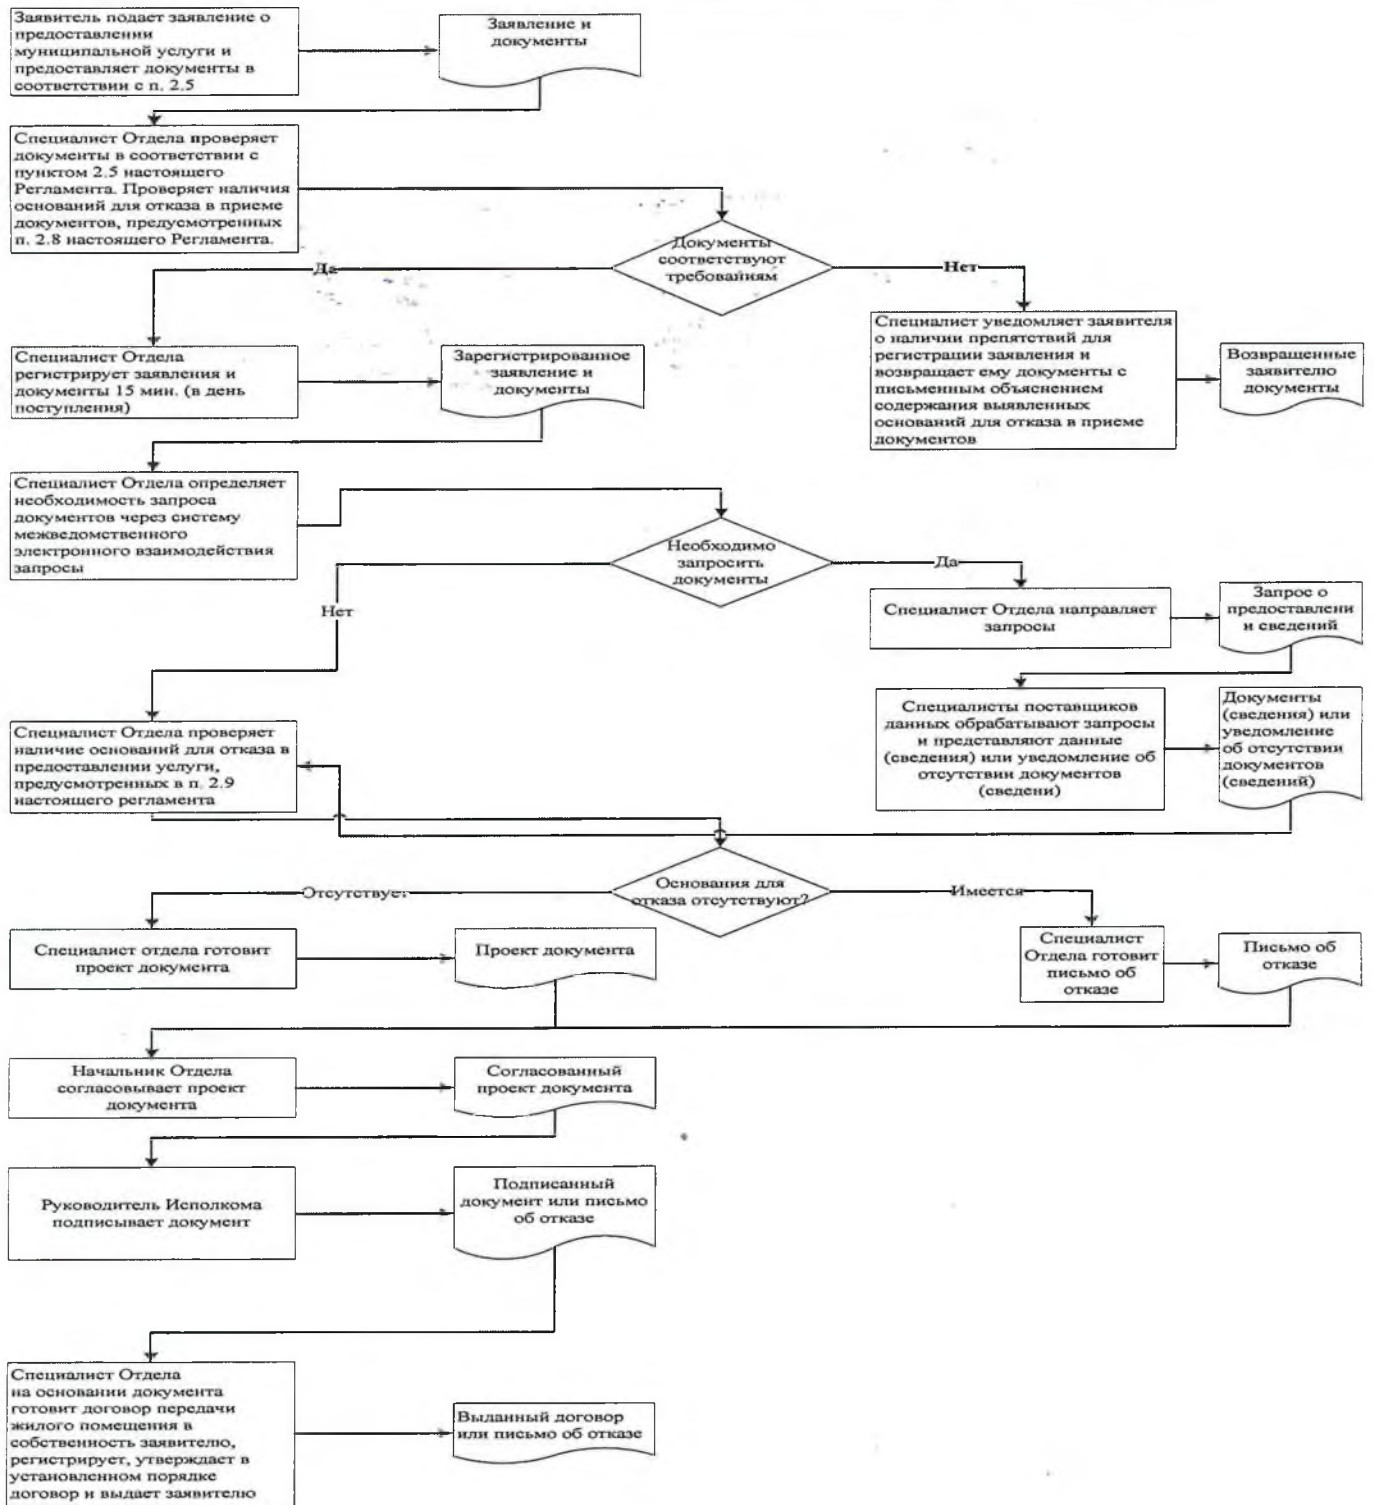 Заявитель подает заявление о
предоставлении
муниципальной услуги и
предоставляет документы в
соответствии с п. 2.5
Заявление и
документы
Специалист Отдела проверяет
документы в соответствии с
пунктом 2.5 настоящего
Регламента. Проверяет наличия
оснований для отказа в приеме
документов, предусмотренных
п. 2.8 настоящего Регламента.
Документы
соответствуют
требованиям
Да
Нет
Специалист Отдела
регистрирует заявления и
документы 15 мин. (в день
поступления)
Зарегистрированное
заявление и
документы
Специалист уведомляет заявителя
о наличии препятствий для
регистрации заявления и
возвращает ему документы с
письменным объяснением
содержания выявленных
оснований для отказа в приеме
документов
Возвращенные
заявителю
документы
Специалист Отдела определяет
необходимость запроса
документов через систему
межведомственного
электронного взаимодействия
запросы
Необходимо
запросить
документы
Да
Нет
Специалист Отдела направляет
запросы
Запрос о
предоставлени
и сведений
Специалисты поставщиков
данных обрабатывают запросы
и представляют данные
(сведения) или уведомление об
отсутствии документов
(сведени)
Документы
(сведения) или
уведомление
об отсутствии
документов
(сведений)
Специалист Отдела проверяет
наличие оснований для отказа в
предоставлении услуги,
предусмотренных в п. 2.9
настоящего регламента
Основания для
отказа отсутствуют?
Отсутствует
Имеется
Специалист отдела готовит
проект документа
Проект документа
Специалист
Отдела готовит
письмо об
отказе
Письмо об
отказе
Начальник Отдела
согласовывает проект
документа
Согласованный
проект документа
Руководитель Исполкома
подписывает документ
Подписанный
документ или письмо
об отказе
Специалист Отдела
на основании документа
готовит договор передачи
жилого помещения в
собственность заявителю,
регистрирует, утверждает в
установленном порядке
договор и выдает заявителю
Выданный договор
или письмо об отказе